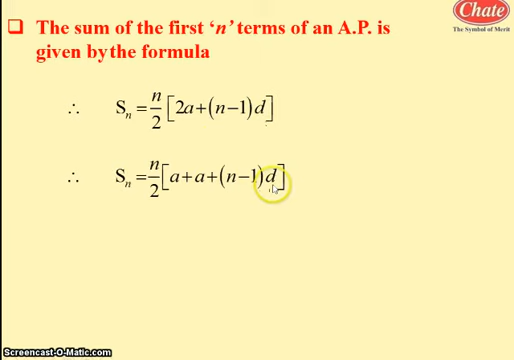 Chate
The Symbol of Merit
❑ The sum of the first ‘n’ terms of an A.P. is
given by the formula
∴ Sₙ = n/2 [2a+(n−1)d]
∴ Sₙ = n/2 [a+a+(n−1)d]
Screencast-O-Matic.com